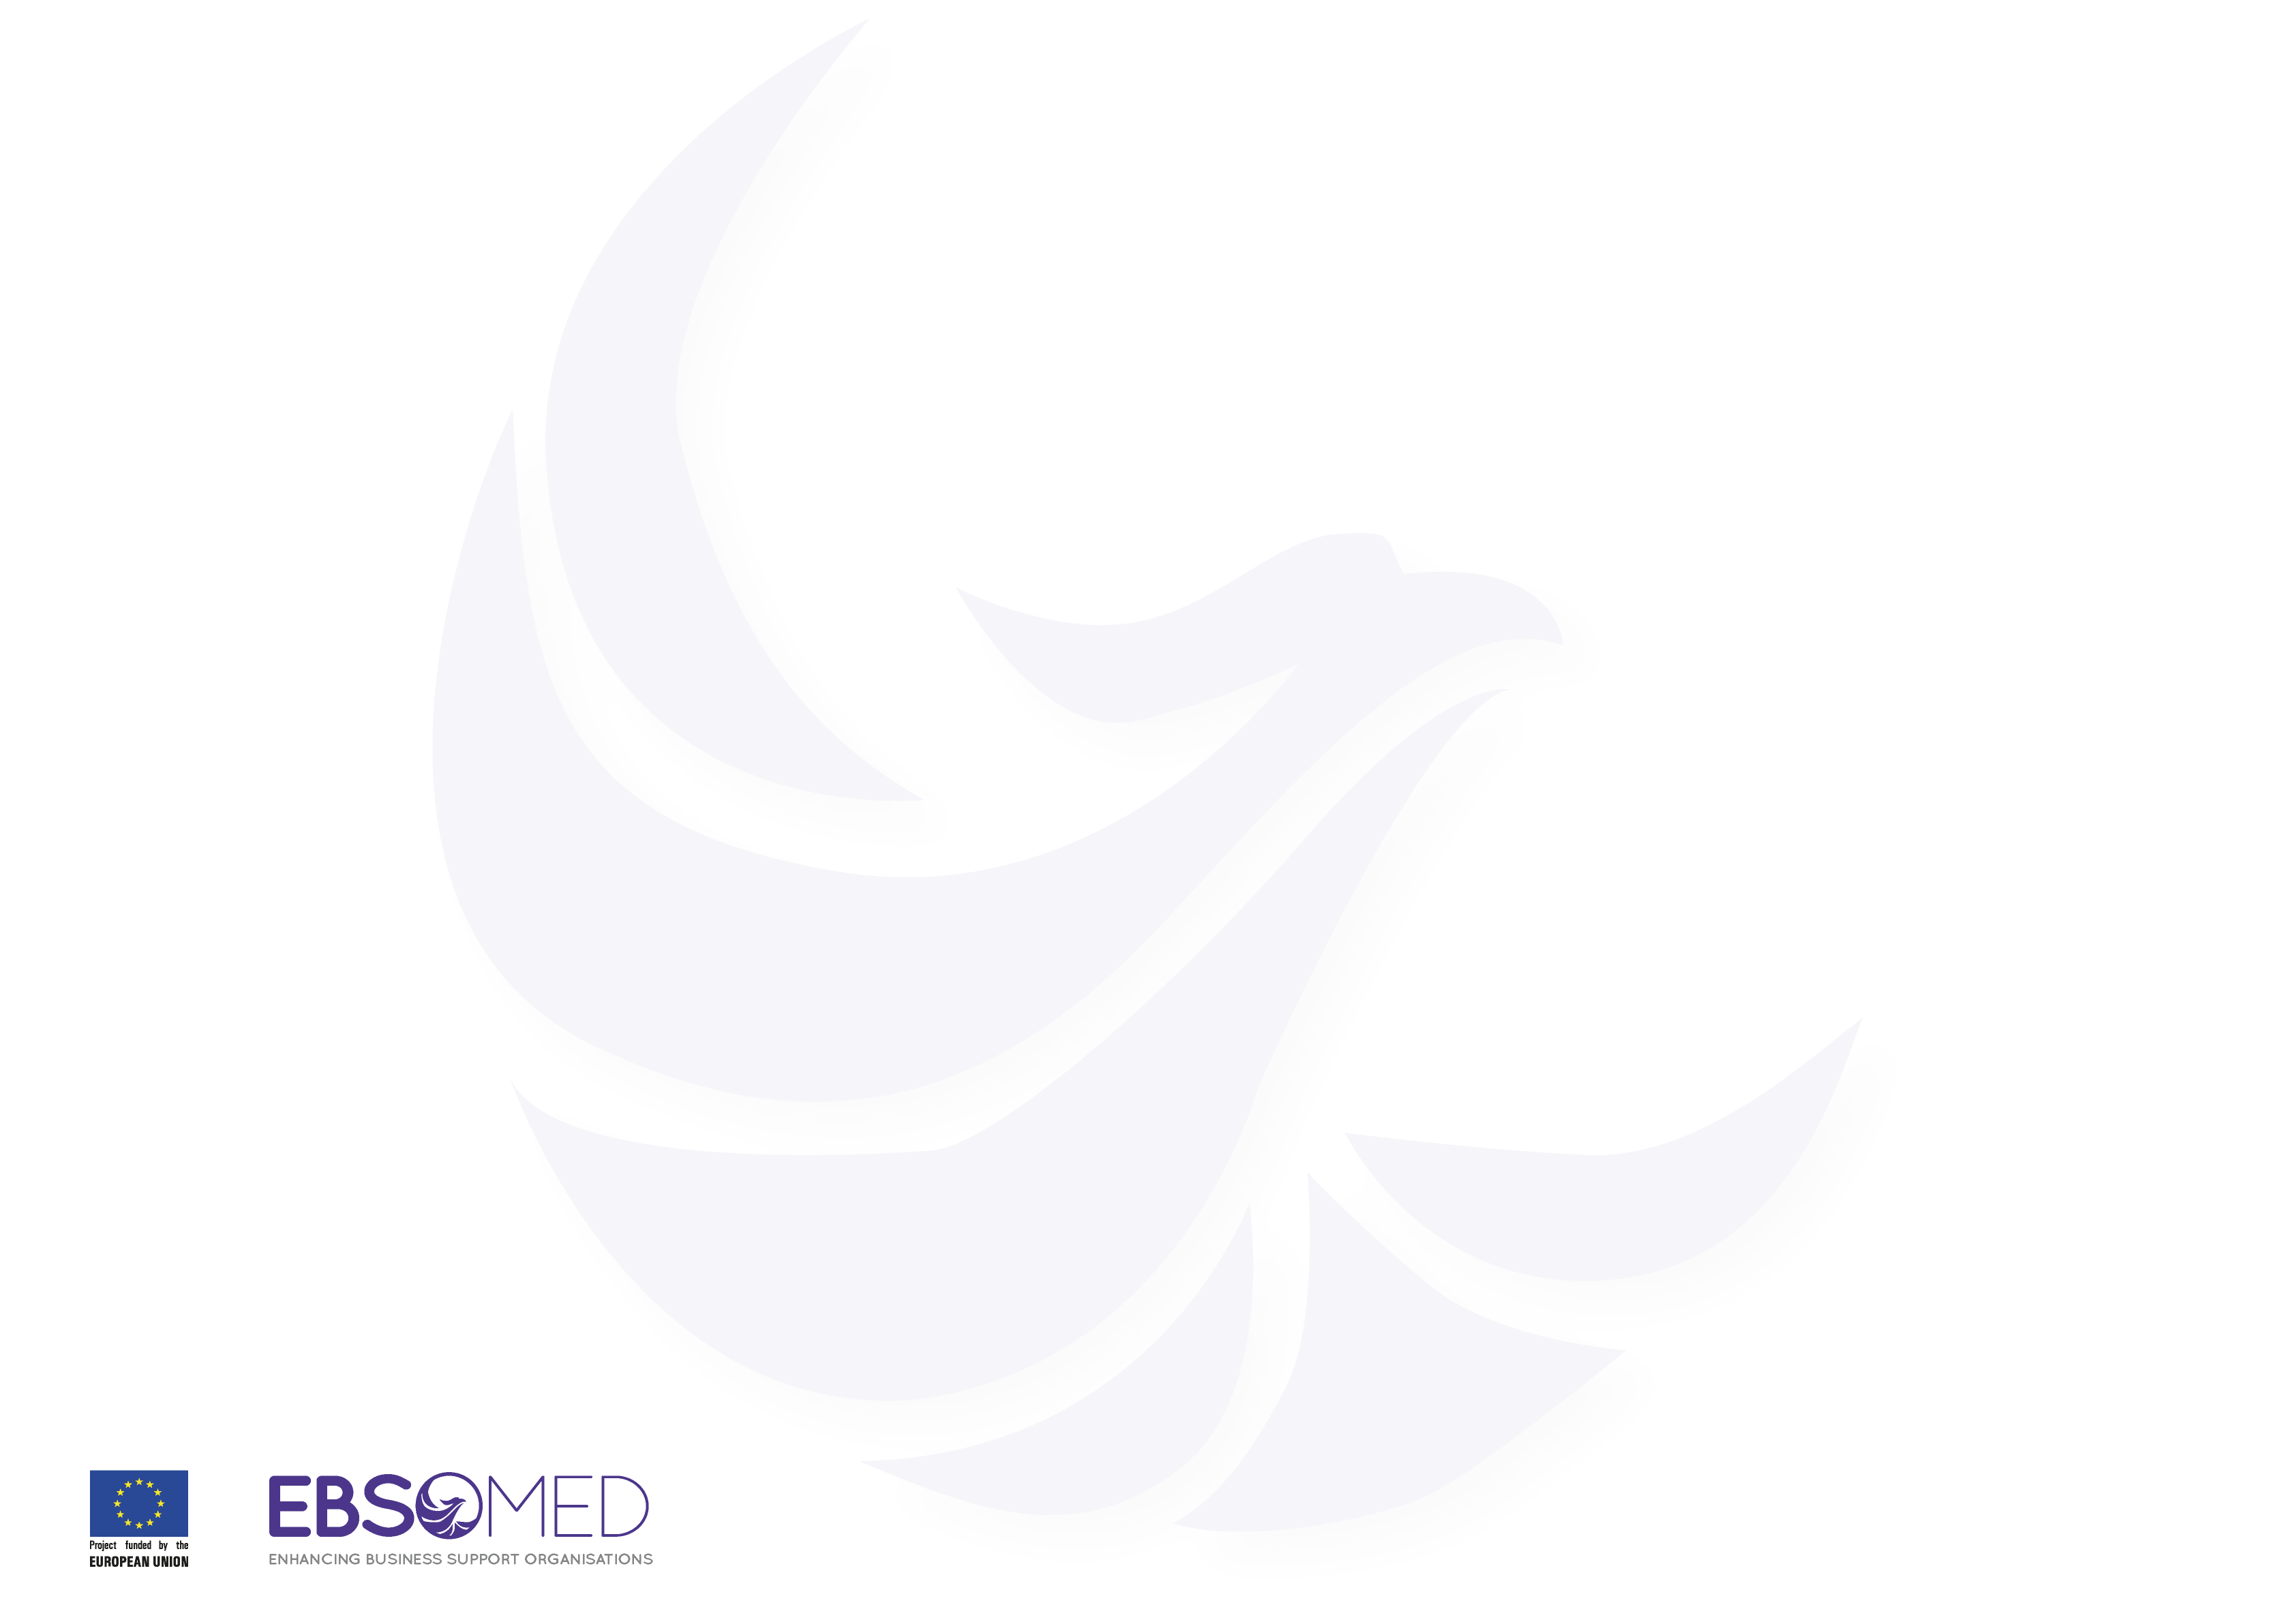 Project funded by the
EUROPEAN UNION
EBSOMED
ENHANCING BUSINESS SUPPORT ORGANISATIONS